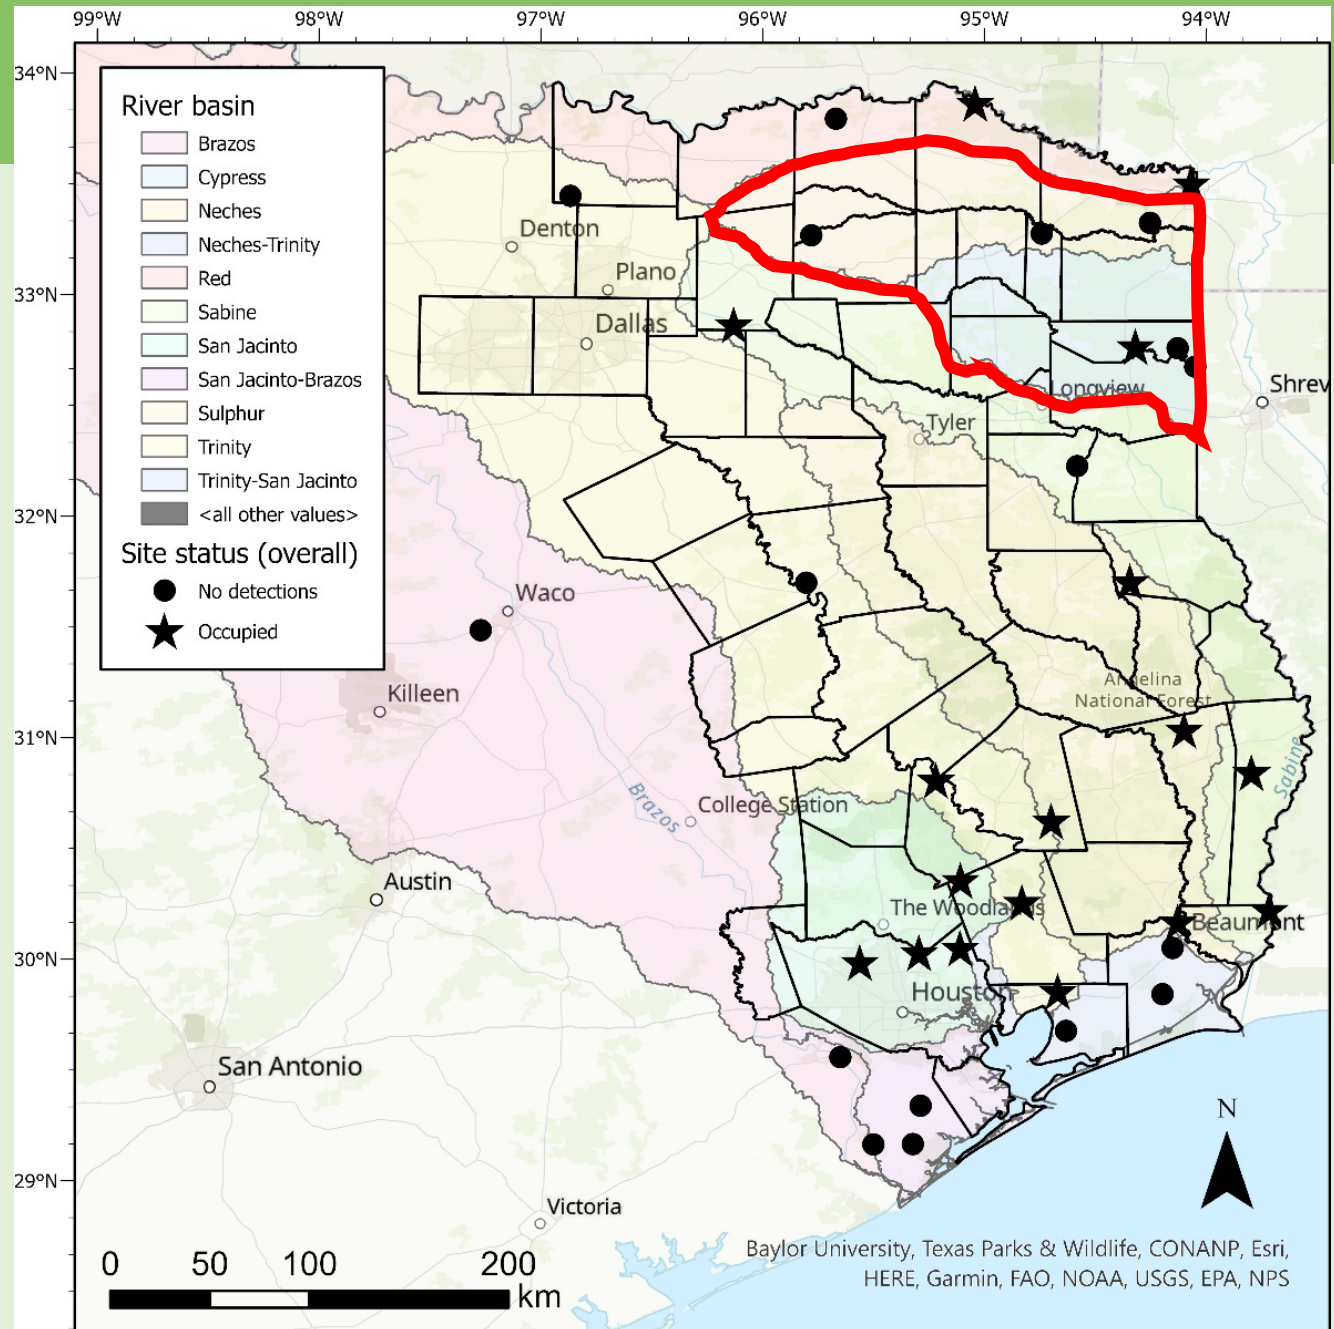 99°W 98°W 97°W 96°W 95°W 94°W
34°N
33°N
32°N
31°N
30°N
29°N
River basin
Brazos
Cypress
Neches
Neches-Trinity
Red
Sabine
San Jacinto
San Jacinto-Brazos
Sulphur
Trinity
Trinity-San Jacinto
<all other values>
Site status (overall)
No detections
Occupied
Denton
Plano
Dallas
Longview
Shrev
Tyler
Waco
Killeen
Angelina
National Forest
Sabine
Brazos
College Station
Austin
The Woodlands
Beaumont
Houston
San Antonio
Victoria
N
0 50 100 200
km
Baylor University, Texas Parks & Wildlife, CONANP, Esri,
HERE, Garmin, FAO, NOAA, USGS, EPA, NPS